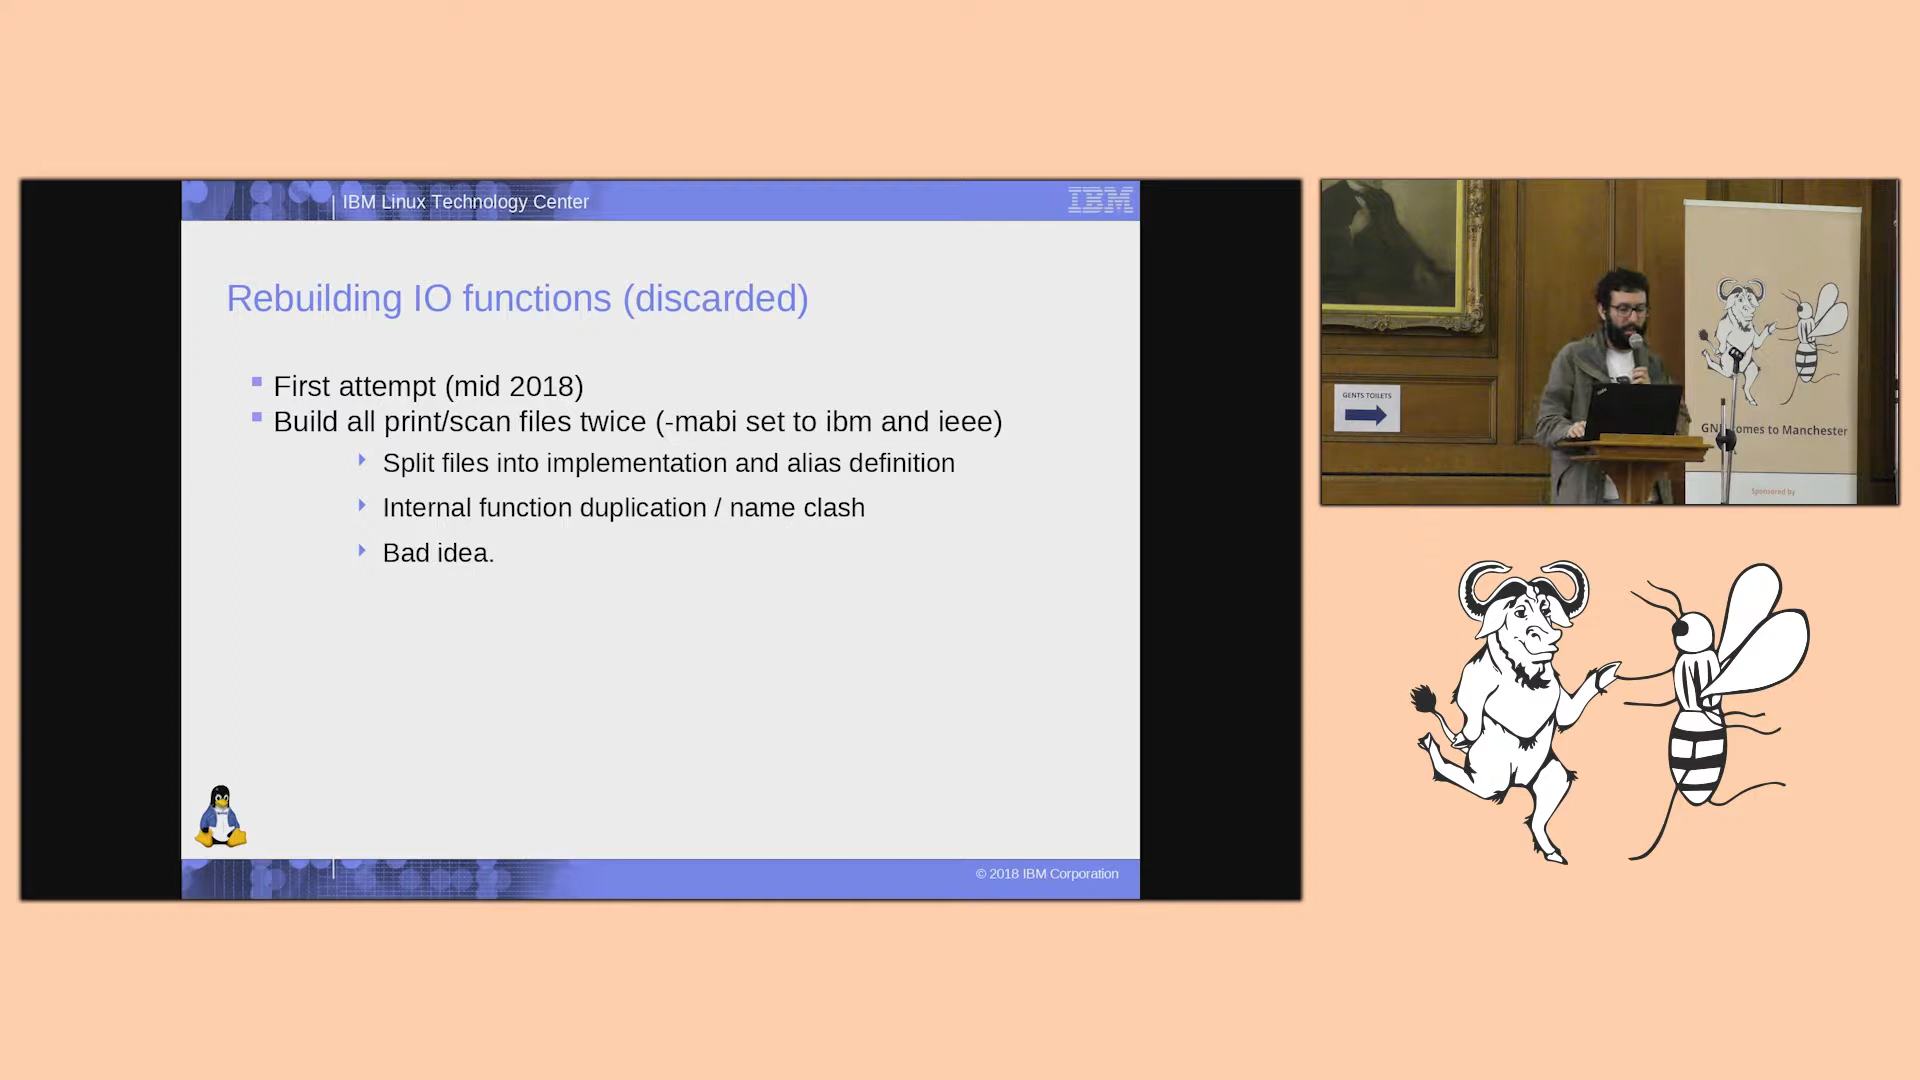 IBM Linux Technology Center
IBM
Rebuilding IO functions (discarded)
First attempt (mid 2018)
Build all print/scan files twice (-mabi set to ibm and ieee)
Split files into implementation and alias definition
Internal function duplication / name clash
Bad idea.
© 2018 IBM Corporation
GENTS TOILETS
comes to Manchester
Sponsored by